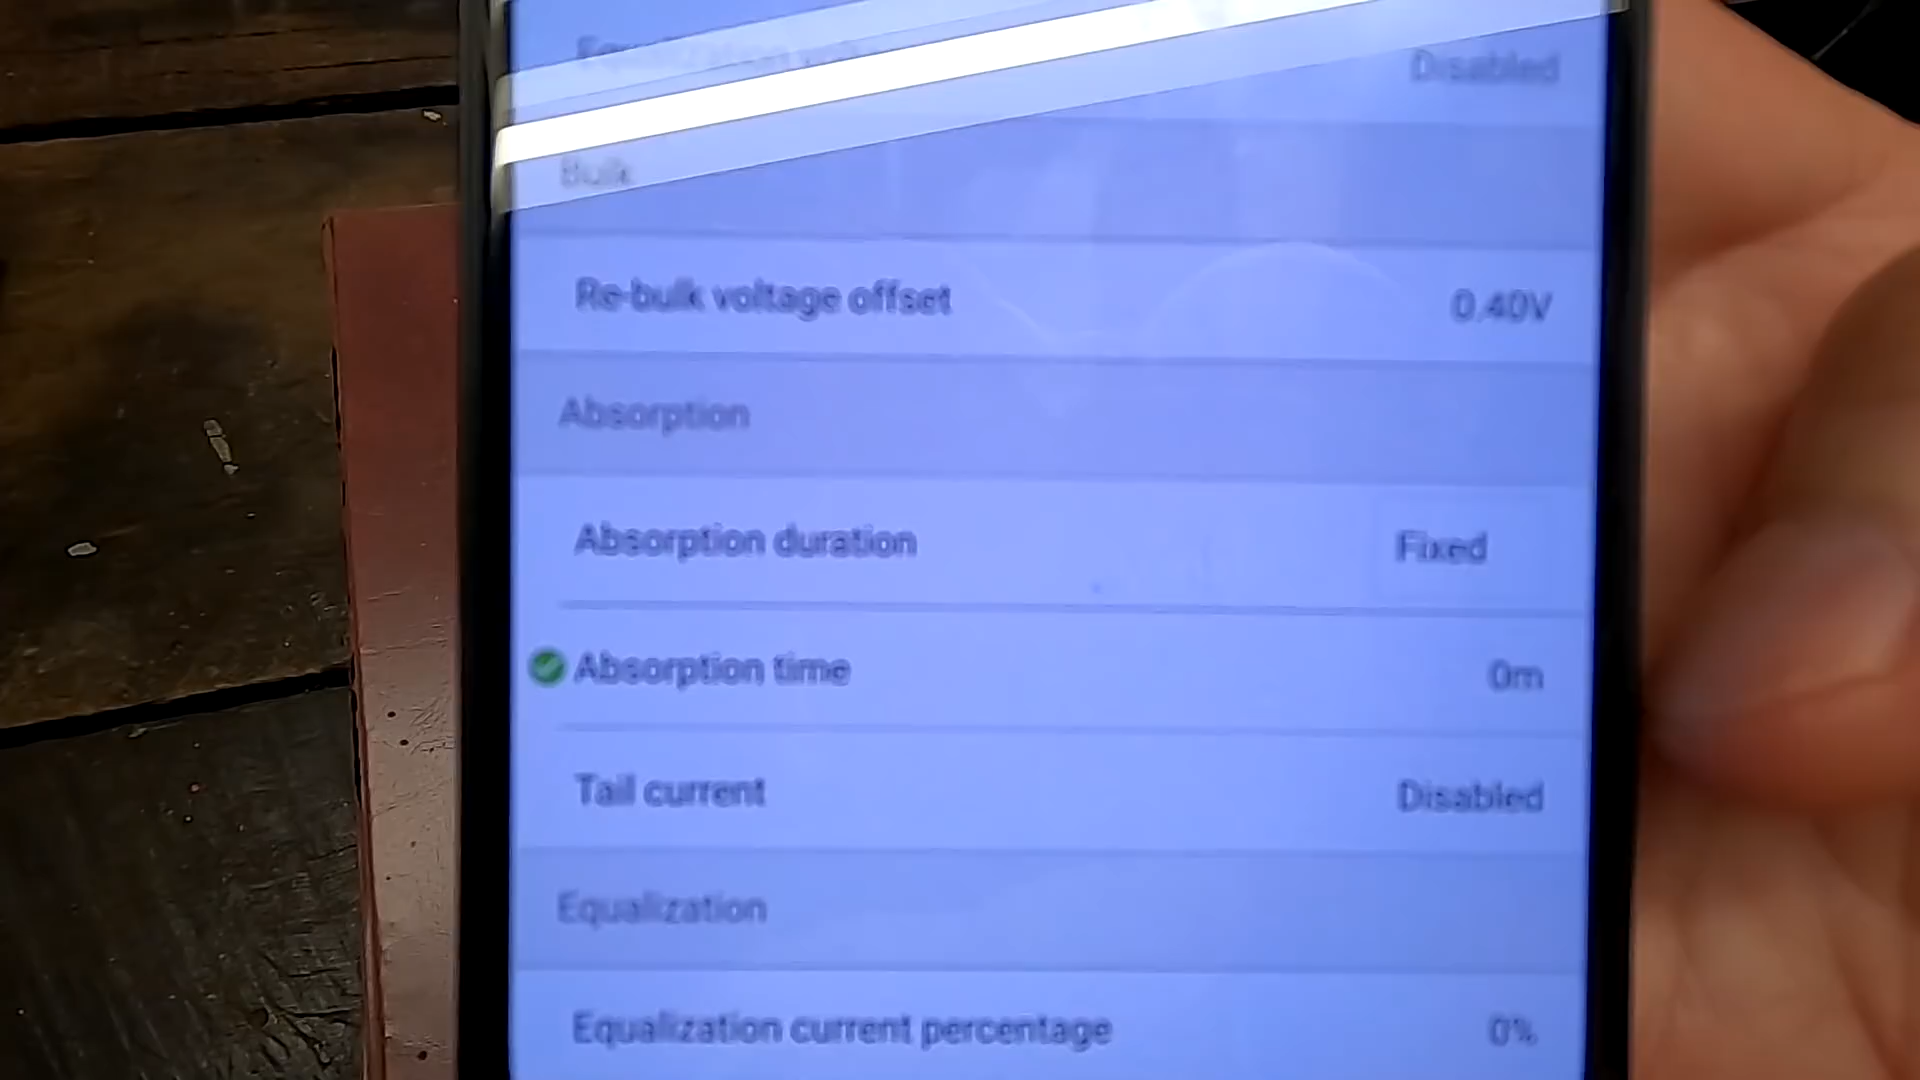 Equalization
Disabled
Bulk
Re-bulk voltage offset
0.40V
Absorption
Absorption duration
Fixed
Absorption time
0m
Tail current
Disabled
Equalization
Equalization current percentage
0%